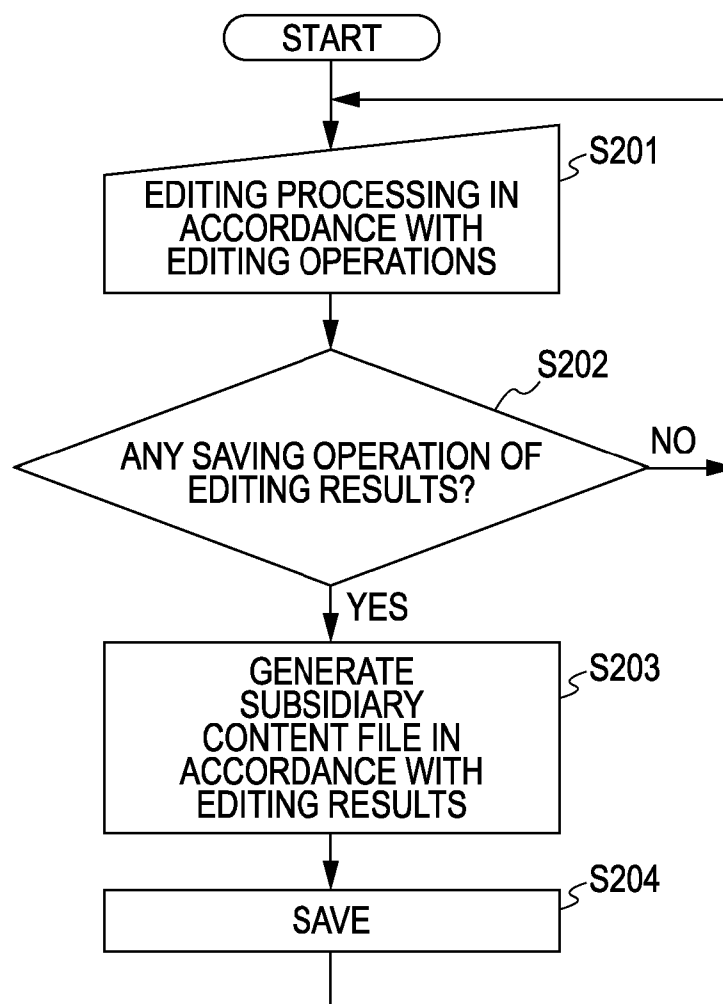 START
S201
EDITING PROCESSING IN
ACCORDANCE WITH
EDITING OPERATIONS
S202
ANY SAVING OPERATION OF
EDITING RESULTS?
NO
YES
S203
GENERATE
SUBSIDIARY
CONTENT FILE IN
ACCORDANCE WITH
EDITING RESULTS
S204
SAVE